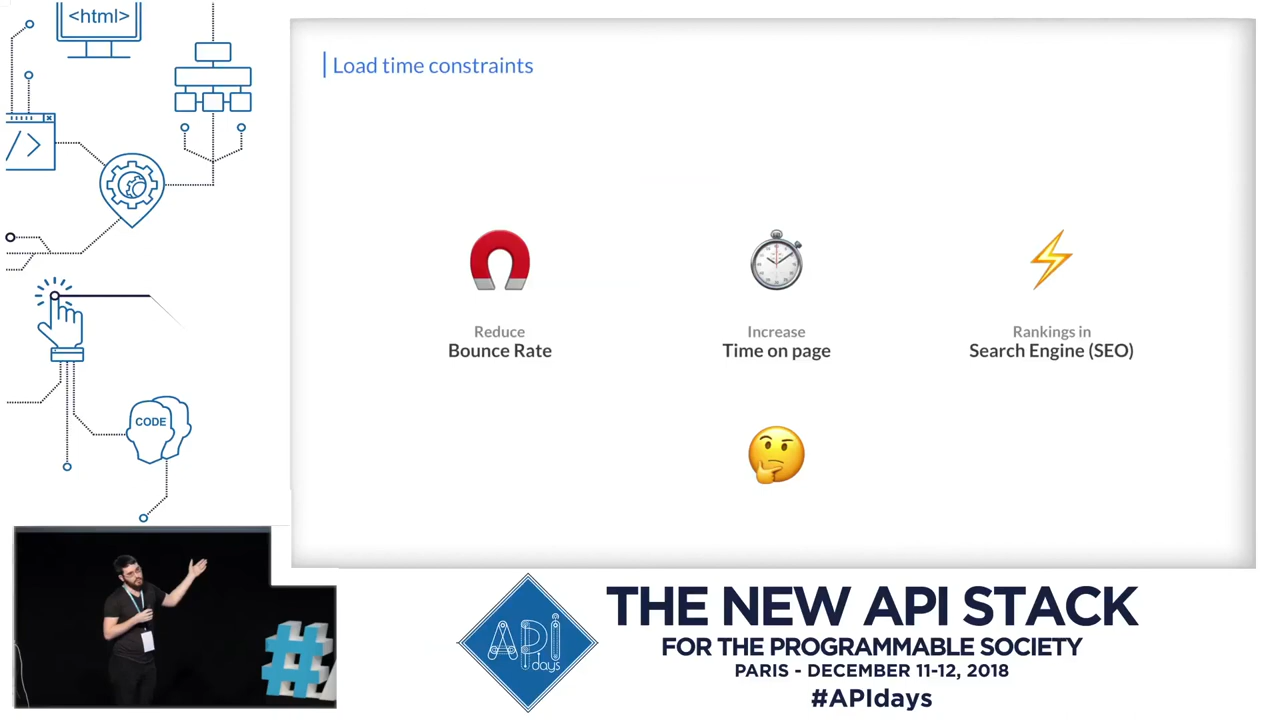 <html>
Load time constraints
</>
Reduce
Bounce Rate
Increase
Time on page
Rankings in
Search Engine (SEO)
CODE
#
APi
days
THE NEW API STACK
FOR THE PROGRAMMABLE SOCIETY
PARIS - DECEMBER 11-12, 2018
#APIdays